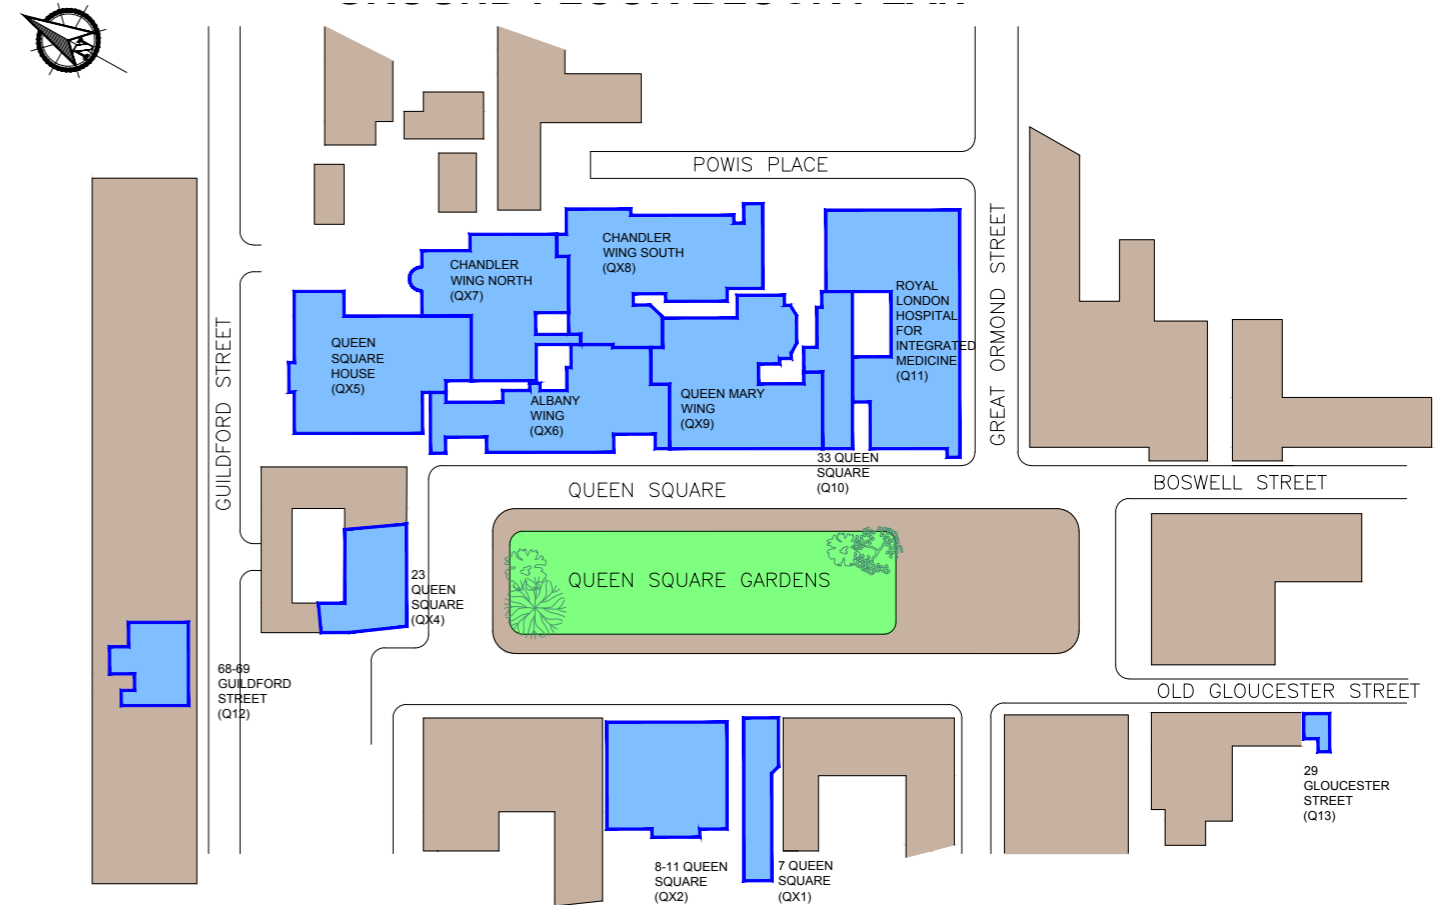 POWIS PLACE
CHANDLER
WING SOUTH
(QX8)
CHANDLER
WING NORTH
(QX7)
ROYAL
LONDON
HOSPITAL
FOR
INTEGRATED
MEDICINE
(Q11)
GREAT ORMOND STREET
GUILDFORD STREET
QUEEN
SQUARE
HOUSE
(QX5)
ALBANY
WING
(QX6)
QUEEN MARY
WING
(QX9)
33 QUEEN
SQUARE
(Q10)
QUEEN SQUARE
BOSWELL STREET
QUEEN SQUARE GARDENS
23
QUEEN
SQUARE
(QX4)
68-69
GUILDFORD
STREET
(Q12)
OLD GLOUCESTER STREET
29
GLOUCESTER
STREET
(Q13)
8-11 QUEEN
SQUARE
(QX2)
7 QUEEN
SQUARE
(QX1)